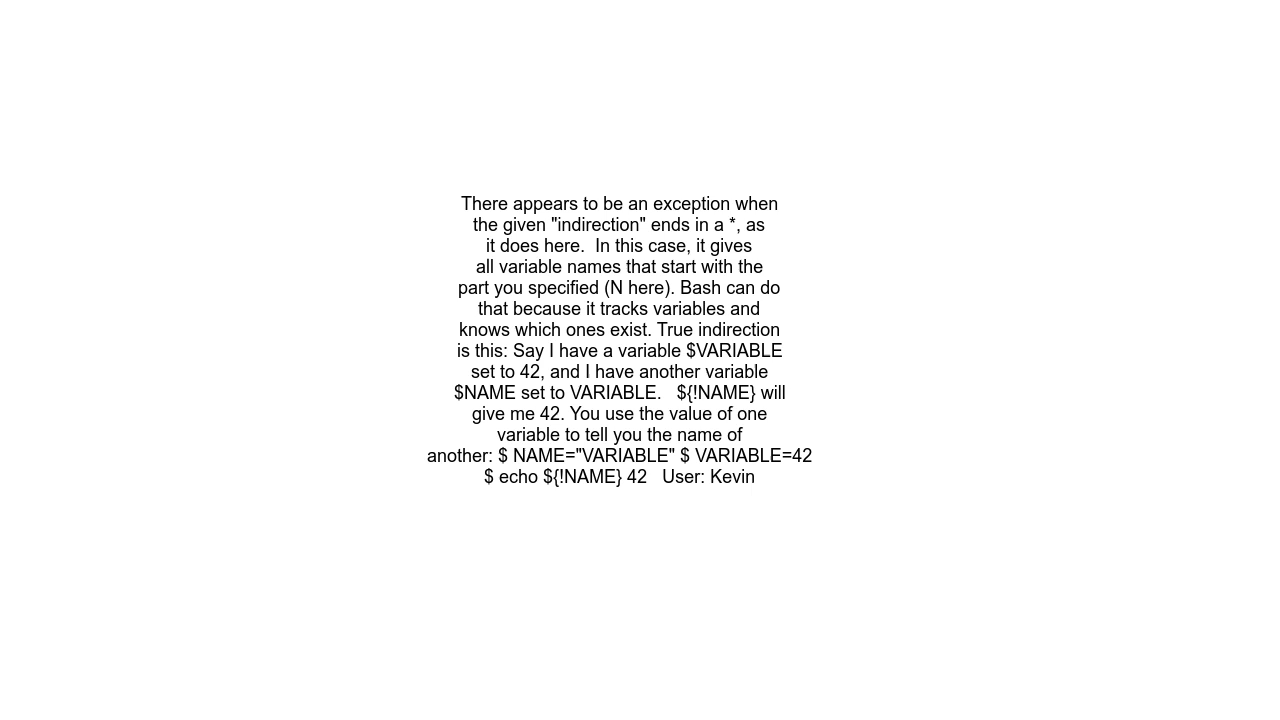 There appears to be an exception when
the given "indirection" ends in a *, as
it does here.  In this case, it gives
all variable names that start with the
part you specified (N here). Bash can do
that because it tracks variables and
knows which ones exist. True indirection
is this: Say I have a variable $VARIABLE
set to 42, and I have another variable
$NAME set to VARIABLE.   ${!NAME} will
give me 42. You use the value of one
variable to tell you the name of
another: $ NAME="VARIABLE" $ VARIABLE=42
$ echo ${!NAME} 42   User: Kevin